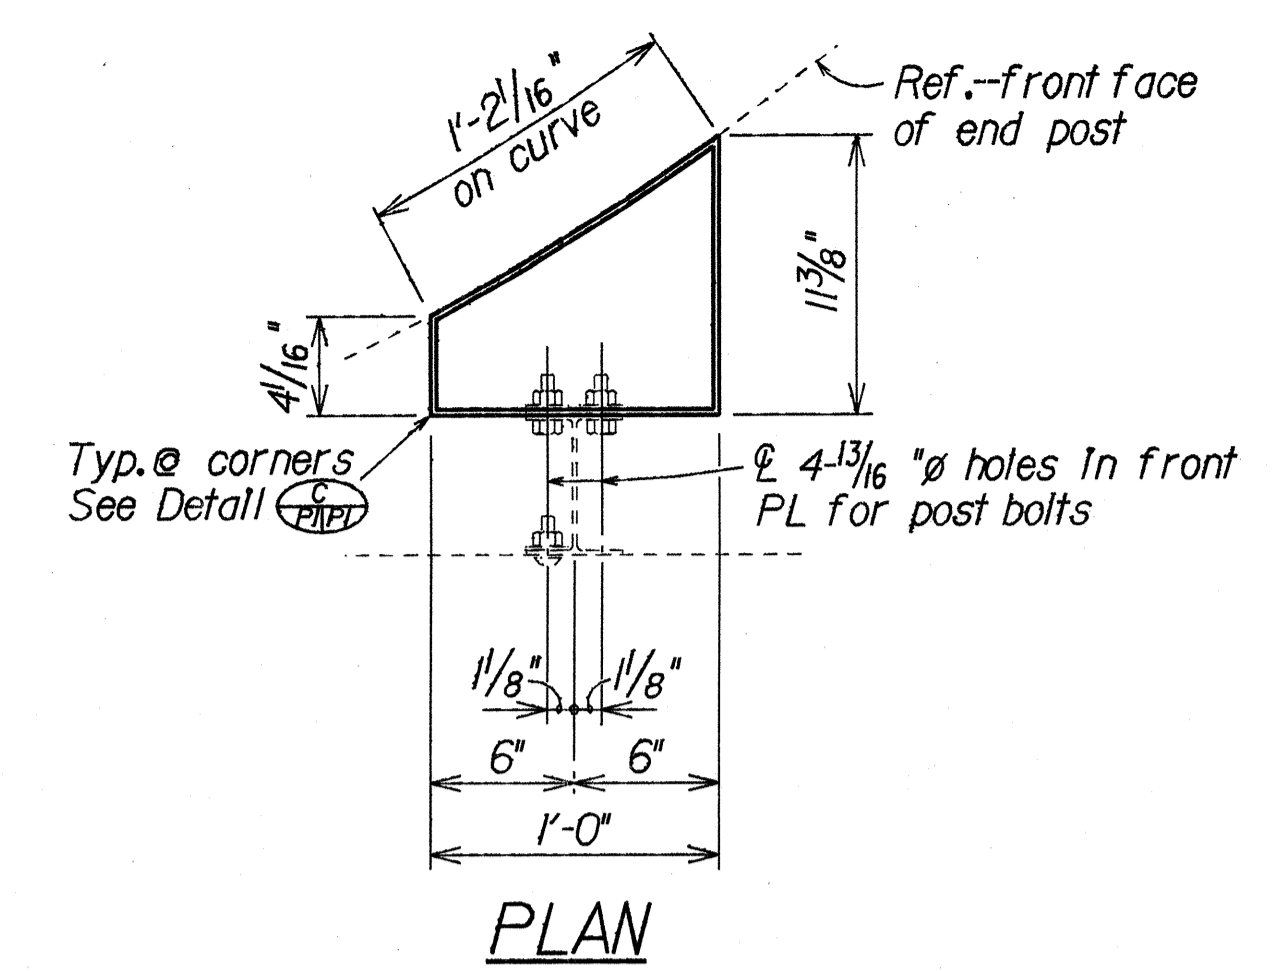 1'-2 1/16"
on curve
Ref.--front face
of end post
11 3/8"
4 1/16"
Typ.@ corners
See Detail C P1 P1
℄ 4-13/16"ø holes in front
PL for post bolts
1 1/8" 1 1/8"
6" 6"
1'-0"
PLAN